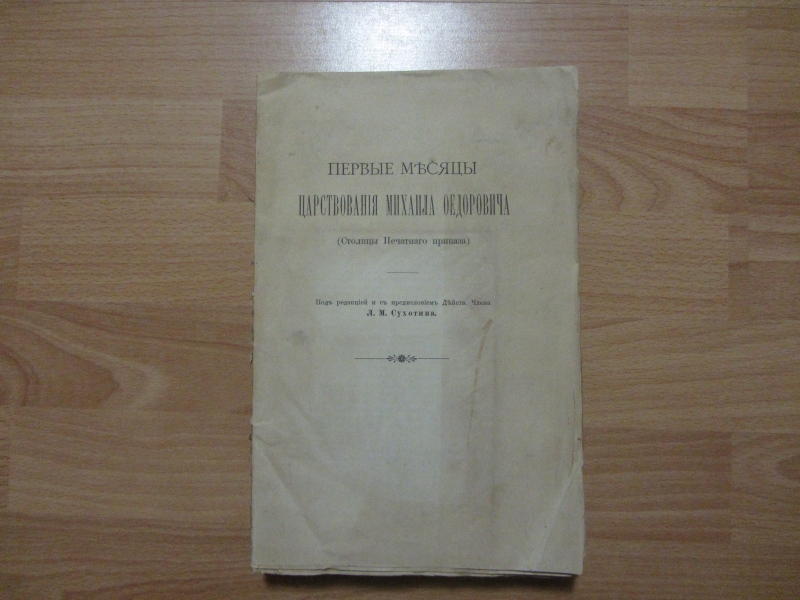 ПЕРВЫЕ МѢСЯЦЫ
ЦАРСТВОВАНІЯ МИХАИЛА ѲЕДОРОВИЧА
(Столпцы Печатнаго приказа)
Подъ редакціей и съ предисловіемъ Дѣйств. Члена
Л. М. Сухотина.